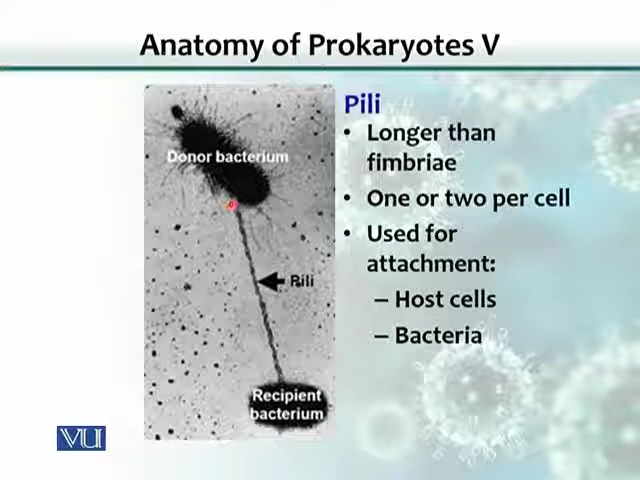 Anatomy of Prokaryotes V
Donor bacterium
Pili
Recipient
bacterium
Pili
• Longer than
fimbriae
• One or two per cell
• Used for
attachment:
– Host cells
– Bacteria
VU